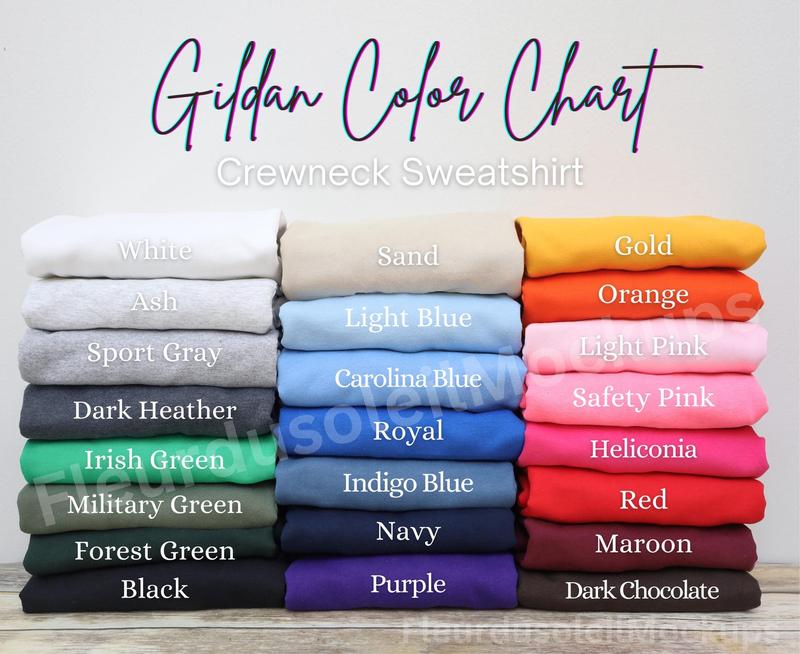 Gildan Color Chart
Crewneck Sweatshirt
White
Ash
Sport Gray
Dark Heather
Irish Green
Military Green
Forest Green
Black
Sand
Light Blue
Carolina Blue
Royal
Indigo Blue
Navy
Purple
Gold
Orange
Light Pink
Safety Pink
Heliconia
Red
Maroon
Dark Chocolate
FleurdusoleitMockups
FleurdusoleitMockups